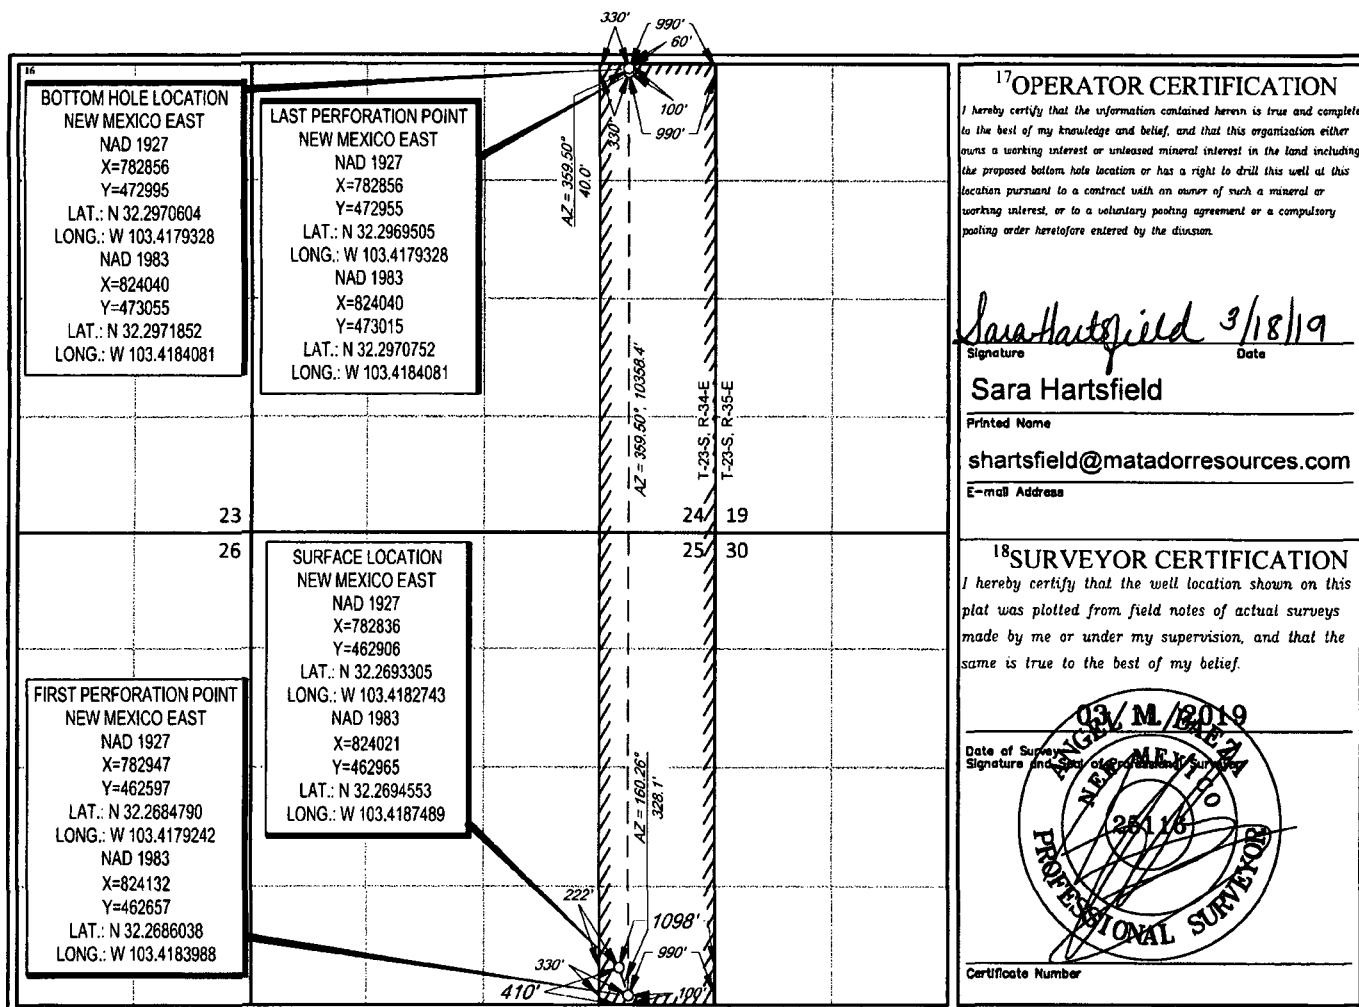 330'
990'
60'
16
BOTTOM HOLE LOCATION
NEW MEXICO EAST
NAD 1927
X=782856
Y=472995
LAT.: N 32.2970604
LONG.: W 103.4179328
NAD 1983
X=824040
Y=473055
LAT.: N 32.2971852
LONG.: W 103.4184081
LAST PERFORATION POINT
NEW MEXICO EAST
NAD 1927
X=782856
Y=472955
LAT.: N 32.2969505
LONG.: W 103.4179328
NAD 1983
X=824040
Y=473015
LAT.: N 32.2970752
LONG.: W 103.4184081
100'
990'
330'
AZ = 359.50°
40.0'
AZ = 359.50°, 10358.4'
T-23-S, R-34-E
T-23-S, R-35-E
23
24
19
26
25
30
SURFACE LOCATION
NEW MEXICO EAST
NAD 1927
X=782836
Y=462906
LAT.: N 32.2693305
LONG.: W 103.4182743
NAD 1983
X=824021
Y=462965
LAT.: N 32.2694553
LONG.: W 103.4187489
FIRST PERFORATION POINT
NEW MEXICO EAST
NAD 1927
X=782947
Y=462597
LAT.: N 32.2684790
LONG.: W 103.4179242
NAD 1983
X=824132
Y=462657
LAT.: N 32.2686038
LONG.: W 103.4183988
AZ = 160.26°
328.1'
222'
1098'
330'
990'
410'
100'
17OPERATOR CERTIFICATION
I hereby certify that the information contained herein is true and complete
to the best of my knowledge and belief, and that this organization either
owns a working interest or unleased mineral interest in the land including
the proposed bottom hole location or has a right to drill this well at this
location pursuant to a contract with an owner of such a mineral or
working interest, or to a voluntary pooling agreement or a compulsory
pooling order heretofore entered by the division.
Sara Hartsfield 3/18/19
Signature Date
Sara Hartsfield
Printed Name
shartsfield@matadorresources.com
E-mail Address
18SURVEYOR CERTIFICATION
I hereby certify that the well location shown on this
plat was plotted from field notes of actual surveys
made by me or under my supervision, and that the
same is true to the best of my belief.
Date of Survey
Signature and Seal of Professional Surveyor
ANGEL M. BAEZA
NEW MEXICO
25116
PROFESSIONAL SURVEYOR
Certificate Number